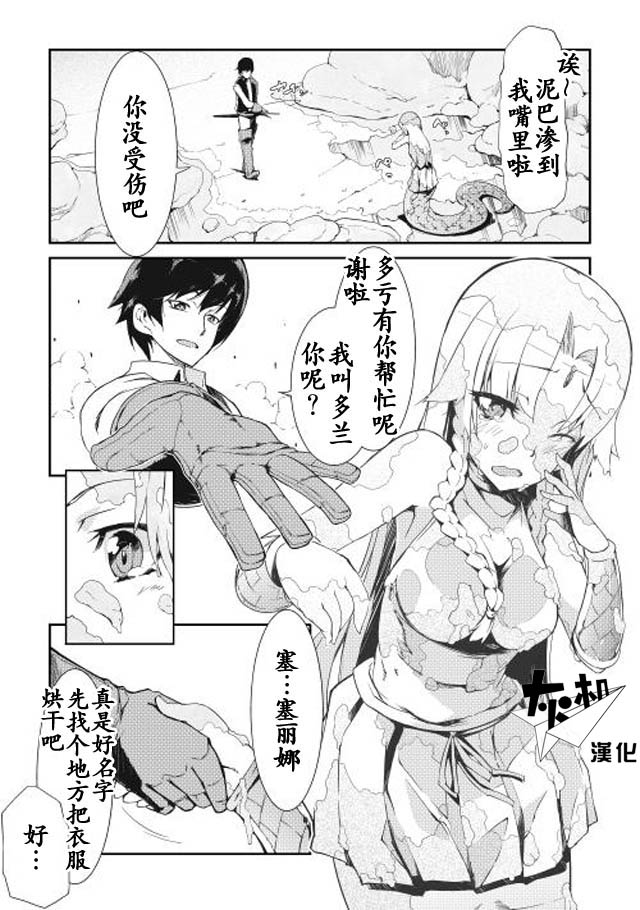 诶～
泥巴渗到
我嘴里啦
你没受伤吧
多亏有你帮忙呢
谢啦
我叫多兰
你呢？
塞…塞丽娜
真是好名字
先找个地方把衣服
烘干吧
好…
漢化